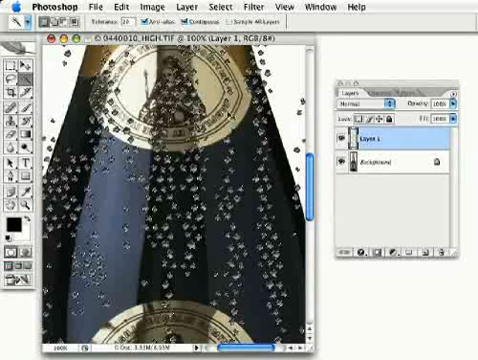 Photoshop File Edit Image Layer Select Filter View Window Help
Tolerance: 20 Anti-alias Contiguous Sample All Layers
0440010_HIGH.TIF @ 100% (Layer 1, RGB/8#)
Layers
Normal Opacity: 100%
Lock: Fill: 100%
Layer 1
Background
100%